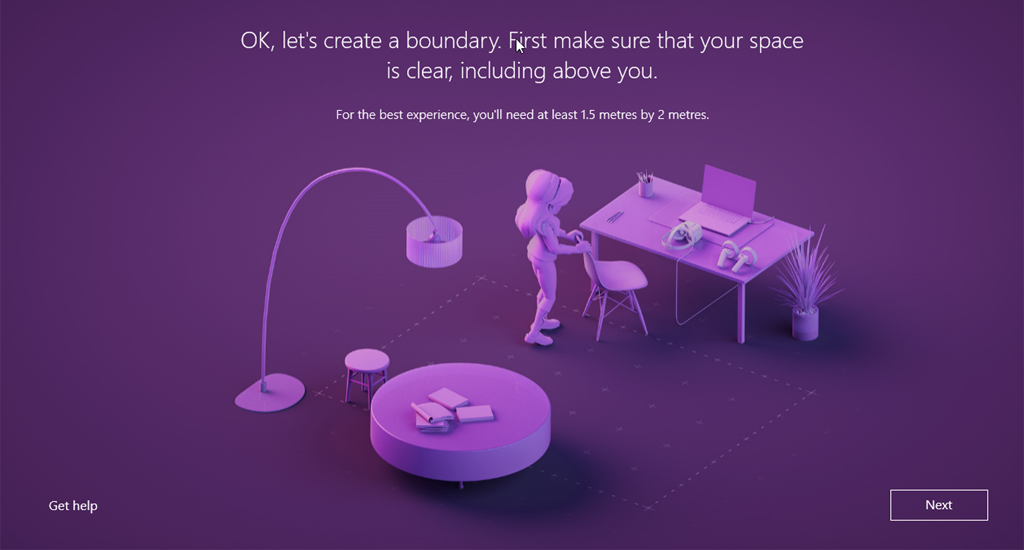 OK, let's create a boundary. First make sure that your space
is clear, including above you.
For the best experience, you'll need at least 1.5 metres by 2 metres.
Get help
Next